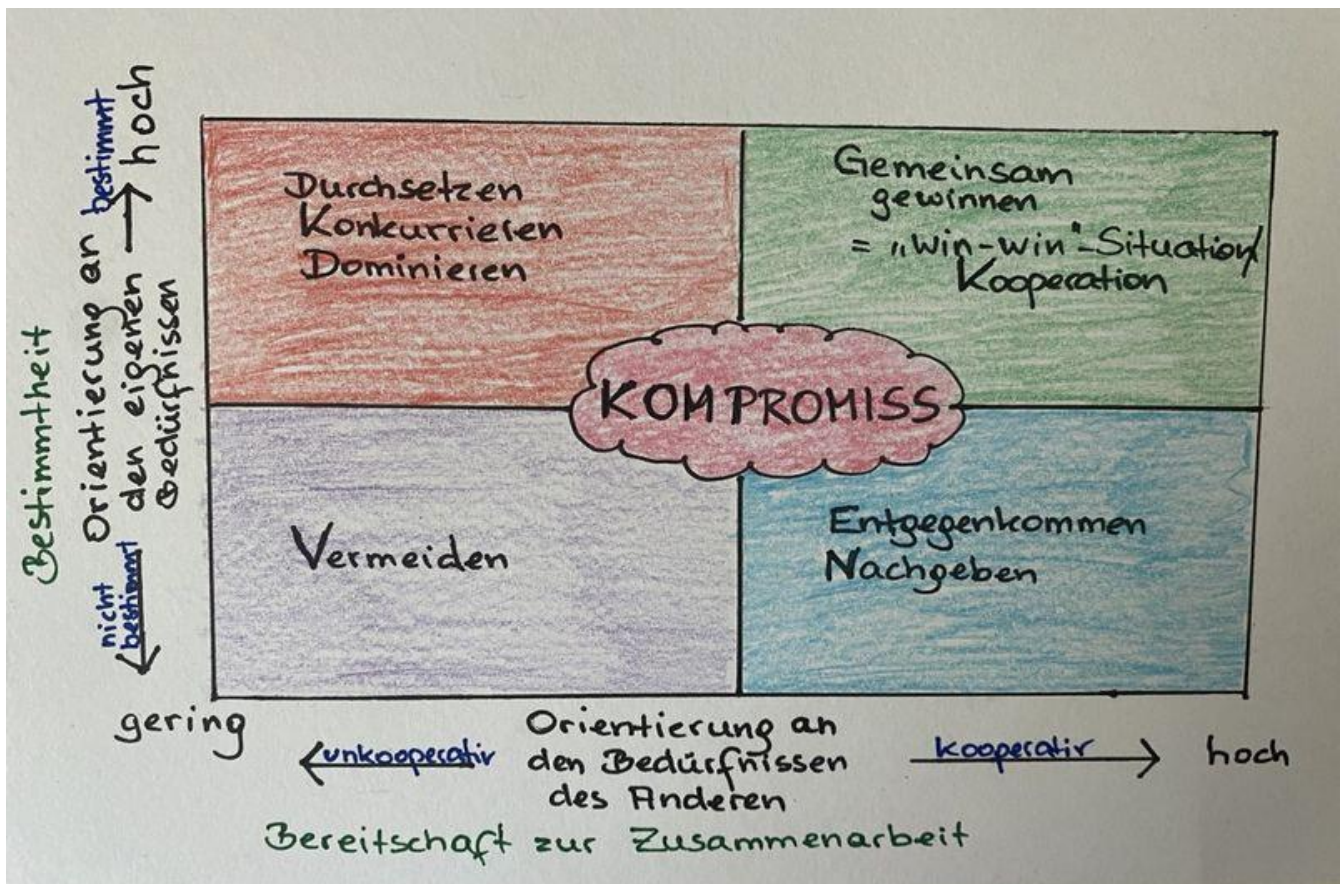 Durchsetzen
Konkurrieren
Dominieren
Gemeinsam
gewinnen
= „win-win"-Situation/
Kooperation
KOMPROMISS
Vermeiden
Entgegenkommen
Nachgeben
Bestimmtheit
Orientierung an
den eigenen
Bedürfnissen
bestimmt
hoch
nicht
bestimmt
gering
unkooperativ
Orientierung an
den Bedürfnissen
des Anderen
kooperativ
hoch
Bereitschaft zur Zusammenarbeit